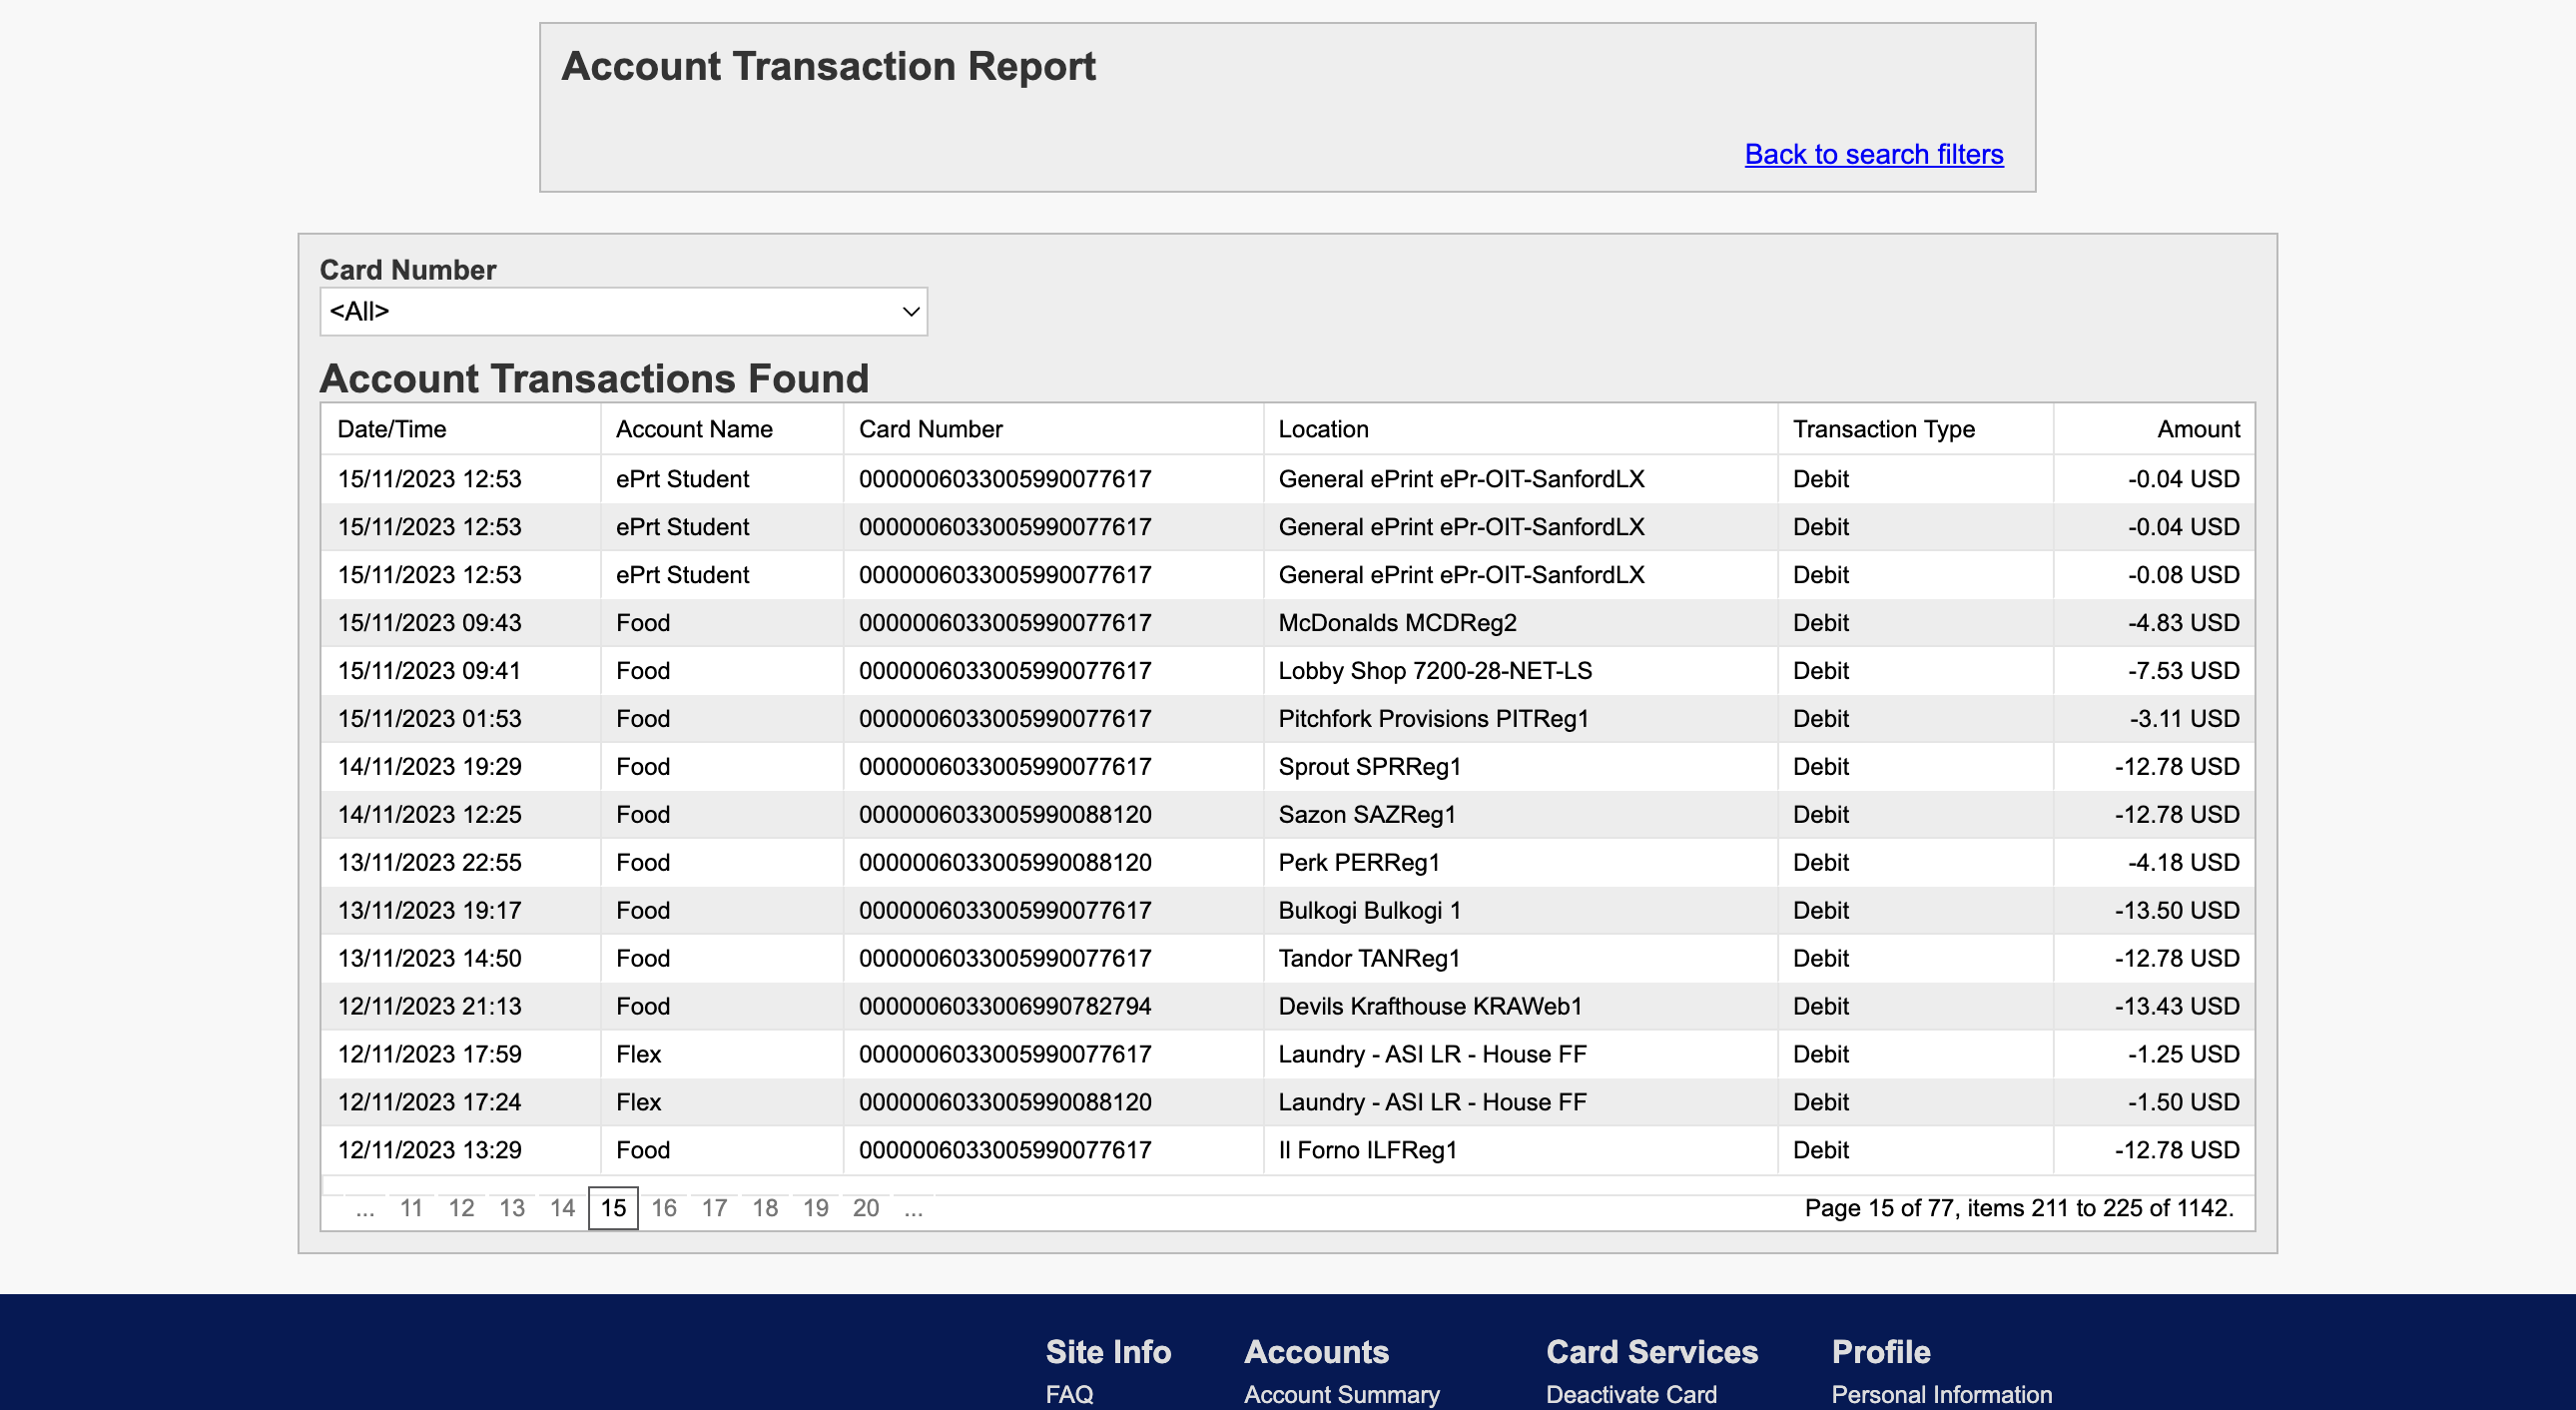 Account Transaction Report
Back to search filters
Card Number
<All>
Account Transactions Found
Date/Time Account Name Card Number Location Transaction Type Amount
15/11/2023 12:53 ePrt Student 0000006033005990077617 General ePrint ePr-OIT-SanfordLX Debit -0.04 USD
15/11/2023 12:53 ePrt Student 0000006033005990077617 General ePrint ePr-OIT-SanfordLX Debit -0.04 USD
15/11/2023 12:53 ePrt Student 0000006033005990077617 General ePrint ePr-OIT-SanfordLX Debit -0.08 USD
15/11/2023 09:43 Food 0000006033005990077617 McDonalds MCDReg2 Debit -4.83 USD
15/11/2023 09:41 Food 0000006033005990077617 Lobby Shop 7200-28-NET-LS Debit -7.53 USD
15/11/2023 01:53 Food 0000006033005990077617 Pitchfork Provisions PITReg1 Debit -3.11 USD
14/11/2023 19:29 Food 0000006033005990077617 Sprout SPRReg1 Debit -12.78 USD
14/11/2023 12:25 Food 0000006033005990088120 Sazon SAZReg1 Debit -12.78 USD
13/11/2023 22:55 Food 0000006033005990088120 Perk PERReg1 Debit -4.18 USD
13/11/2023 19:17 Food 0000006033005990077617 Bulkogi Bulkogi 1 Debit -13.50 USD
13/11/2023 14:50 Food 0000006033005990077617 Tandor TANReg1 Debit -12.78 USD
12/11/2023 21:13 Food 0000006033006990782794 Devils Krafthouse KRAWeb1 Debit -13.43 USD
12/11/2023 17:59 Flex 0000006033005990077617 Laundry - ASI LR - House FF Debit -1.25 USD
12/11/2023 17:24 Flex 0000006033005990088120 Laundry - ASI LR - House FF Debit -1.50 USD
12/11/2023 13:29 Food 0000006033005990077617 Il Forno ILFReg1 Debit -12.78 USD
... 11 12 13 14 15 16 17 18 19 20 ... Page 15 of 77, items 211 to 225 of 1142.
Site Info Accounts Card Services Profile
FAQ Account Summary Deactivate Card Personal Information